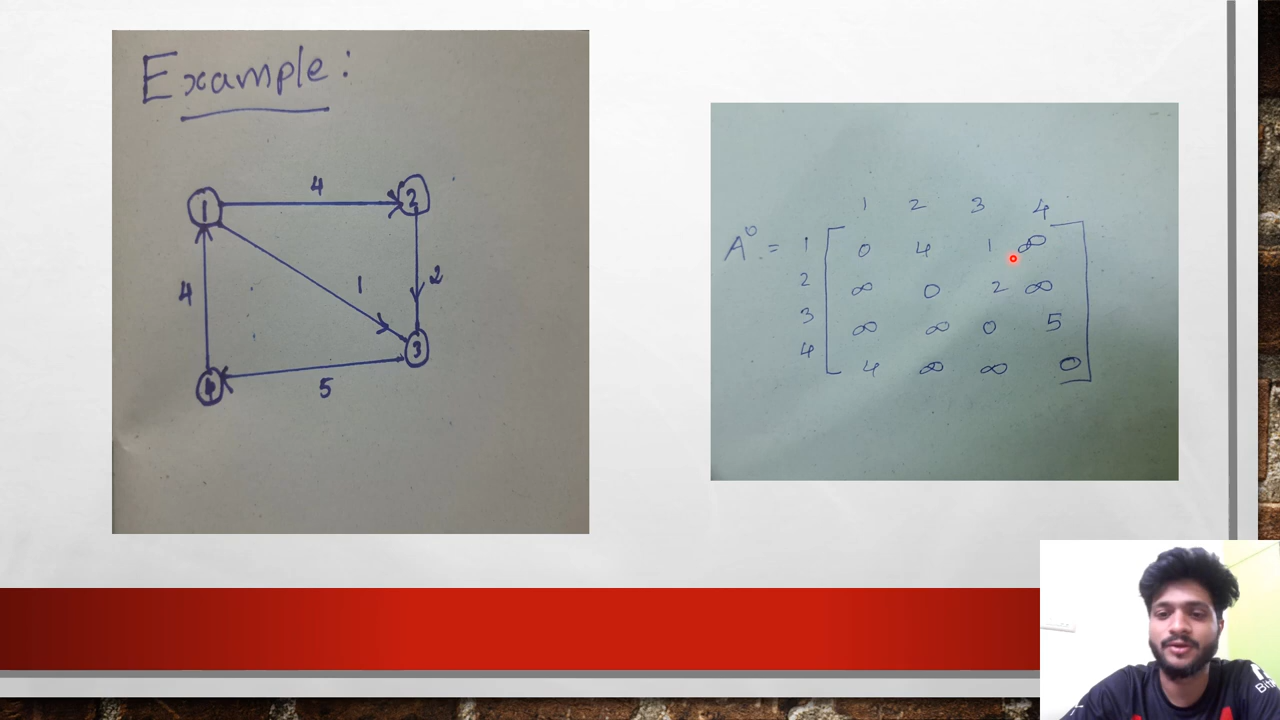 Example:
1 4 2
4 1 2
4 5 3
1 2 3 4
A⁰ = 1 0 4 1 ∞
2 ∞ 0 2 ∞
3 ∞ ∞ 0 5
4 4 ∞ ∞ 0